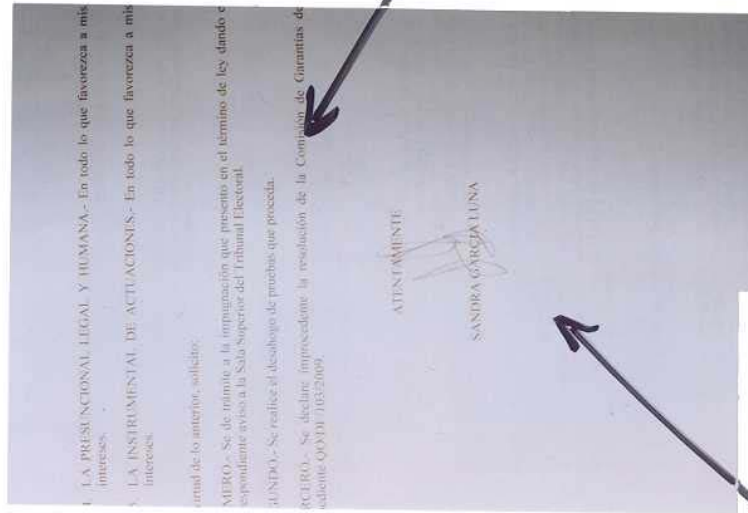 LA PRESUNCIONAL LEGAL Y HUMANA.- En todo lo que favorezca a mis
intereses.
LA INSTRUMENTAL DE ACTUACIONES.- En todo lo que favorezca a mis
intereses.
irtud de lo anterior, solicito:
MERO.- Se de trámite a la impugnación que presento en el término de ley dando e
espondiente aviso a la Sala Superior del Tribunal Electoral.
GUNDO.- Se realice el desahogo de pruebas que proceda.
RCERO.- Se declare improcedente la resolución de la Comisión de Garantías de
pediente QO/DF/103/2009.
ATENTAMENTE
SANDRA GARCIA LUNA